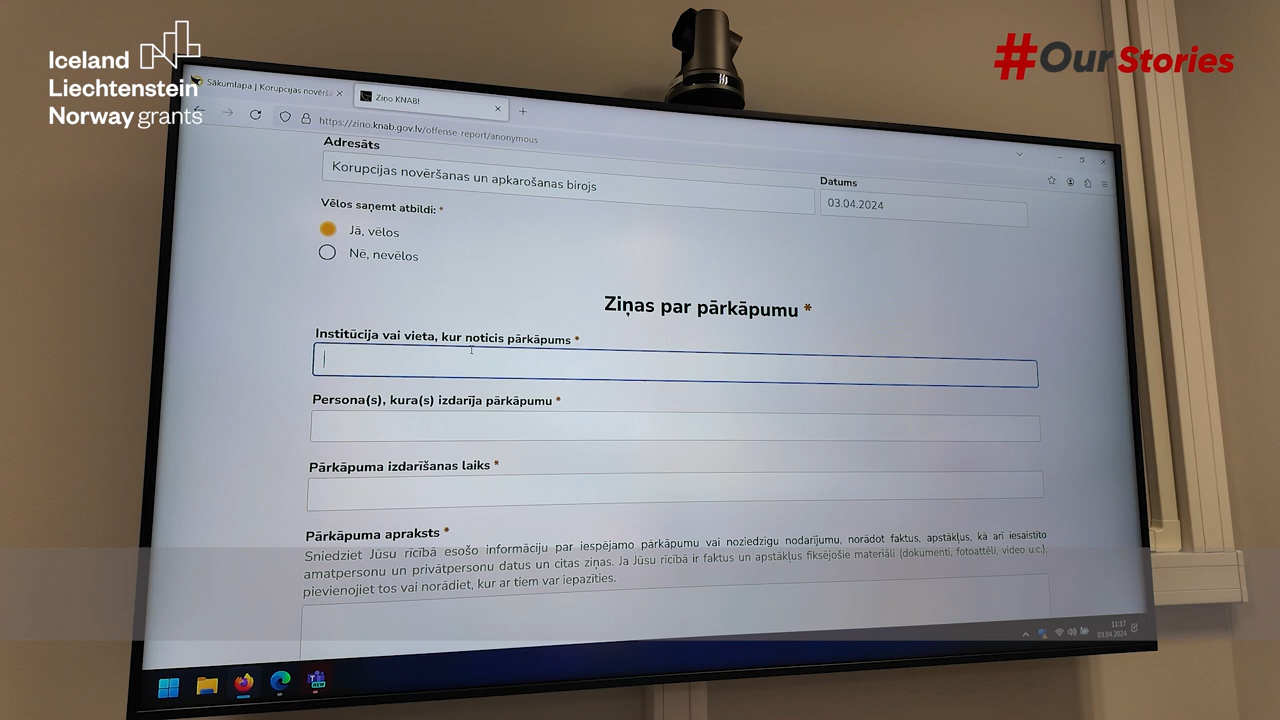 Iceland
Liechtenstein
Norway grants
#OurStories
Sākumlapa | Korupcijas novērša
Ziņo KNAB!
https://zino.knab.gov.lv/offense-report/anonymous
Adresāts
Korupcijas novēršanas un apkarošanas birojs
Datums
03.04.2024
Vēlos saņemt atbildi: *
Jā, vēlos
Nē, nevēlos
Ziņas par pārkāpumu *
Institūcija vai vieta, kur noticis pārkāpums *
Persona(s), kura(s) izdarīja pārkāpumu *
Pārkāpuma izdarīšanas laiks *
Pārkāpuma apraksts *
Sniedziet Jūsu rīcībā esošo informāciju par iespējamo pārkāpumu vai noziedzīgu nodarījumu, norādot faktus, apstākļus, kā arī iesaistīto
amatpersonu un privātpersonu datus un citas ziņas. Ja Jūsu rīcībā ir faktus un apstākļus fiksējošie materiāli (dokumenti, fotoattēli, video u.c.),
pievienojiet tos vai norādiet, kur ar tiem var iepazīties.
11:17
03.04.2024